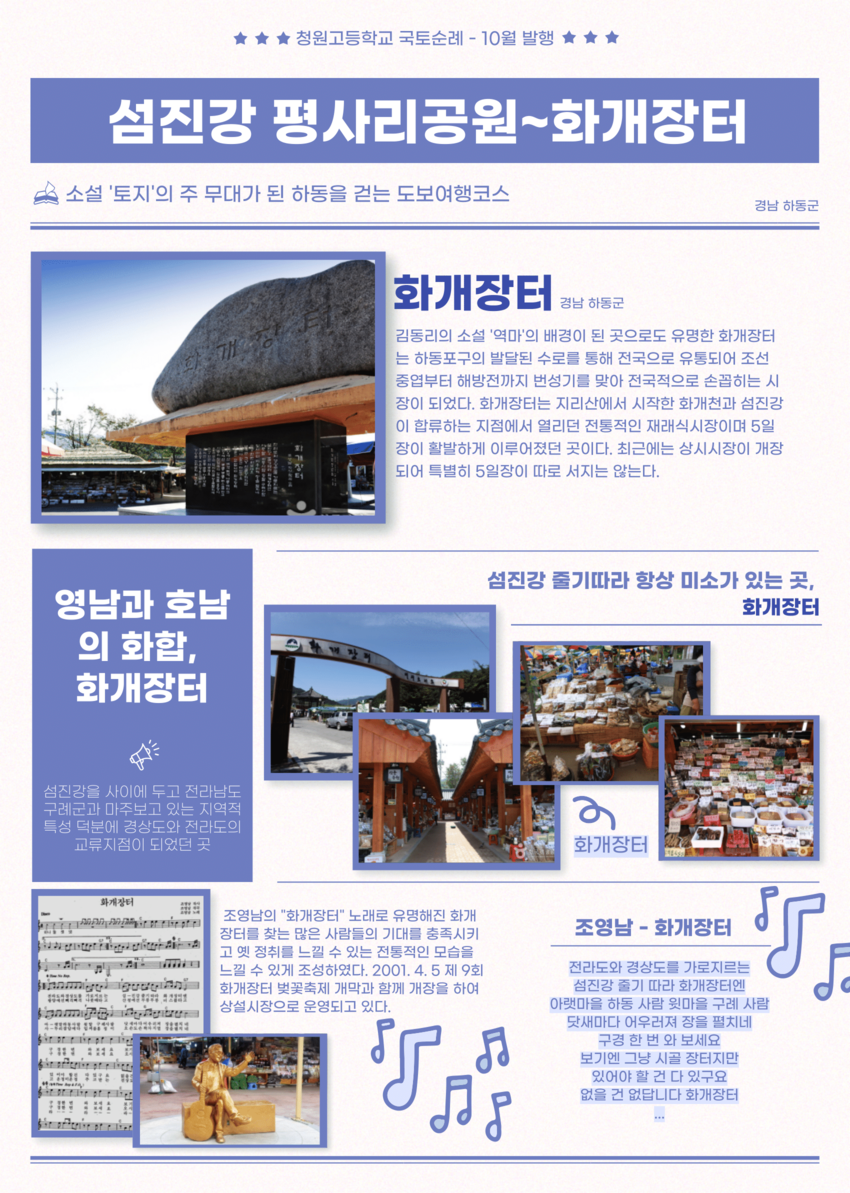 ★ ★ ★ 청원고등학교 국토순례 - 10월 발행 ★ ★ ★
섬진강 평사리공원~화개장터
소설 '토지'의 주 무대가 된 하동을 걷는 도보여행코스
경남 하동군
화개장터
화개장터 경남 하동군
김동리의 소설 '역마'의 배경이 된 곳으로도 유명한 화개장터
는 하동포구의 발달된 수로를 통해 전국으로 유통되어 조선
중엽부터 해방전까지 번성기를 맞아 전국적으로 손꼽히는 시
장이 되었다. 화개장터는 지리산에서 시작한 화개천과 섬진강
이 합류하는 지점에서 열리던 전통적인 재래식시장이며 5일
장이 활발하게 이루어졌던 곳이다. 최근에는 상시시장이 개장
되어 특별히 5일장이 따로 서지는 않는다.
영남과 호남
의 화합,
화개장터
섬진강을 사이에 두고 전라남도
구례군과 마주보고 있는 지역적
특성 덕분에 경상도와 전라도의
교류지점이 되었던 곳
섬진강 줄기따라 항상 미소가 있는 곳,
화개장터
화개장터
화개장터
화개장터
조영남의 "화개장터" 노래로 유명해진 화개
장터를 찾는 많은 사람들의 기대를 충족시키
고 옛 정취를 느낄 수 있는 전통적인 모습을
느낄 수 있게 조성하였다. 2001. 4. 5 제 9회
화개장터 벚꽃축제 개막과 함께 개장을 하여
상설시장으로 운영되고 있다.
조영남 - 화개장터
전라도와 경상도를 가로지르는
섬진강 줄기 따라 화개장터엔
아랫마을 하동 사람 윗마을 구례 사람
닷새마다 어우러져 장을 펼치네
구경 한 번 와 보세요
보기엔 그냥 시골 장터지만
있어야 할 건 다 있구요
없을 건 없답니다 화개장터
...